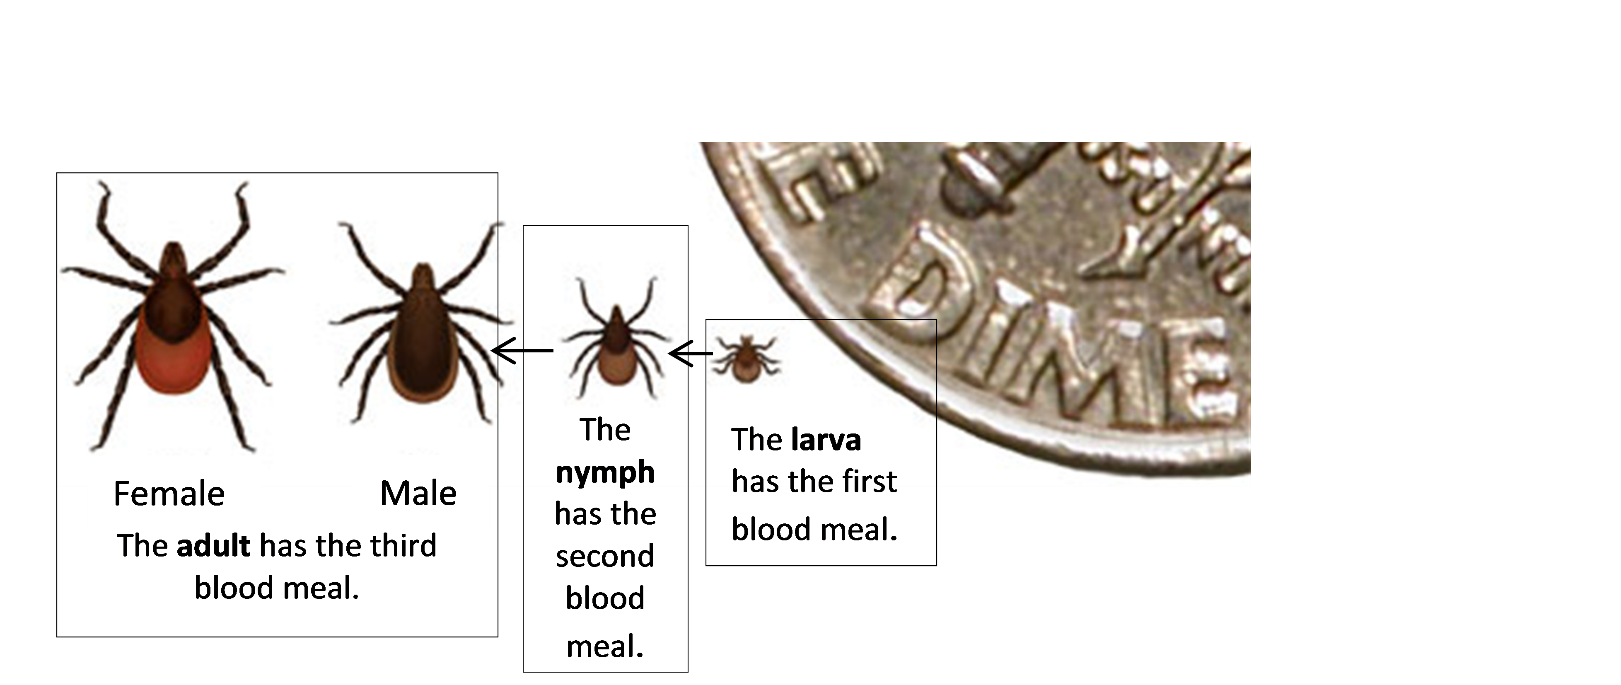 Female
Male
The adult has the third
blood meal.
The
nymph
has the
second
blood
meal.
The larva
has the first
blood meal.
E
DIME